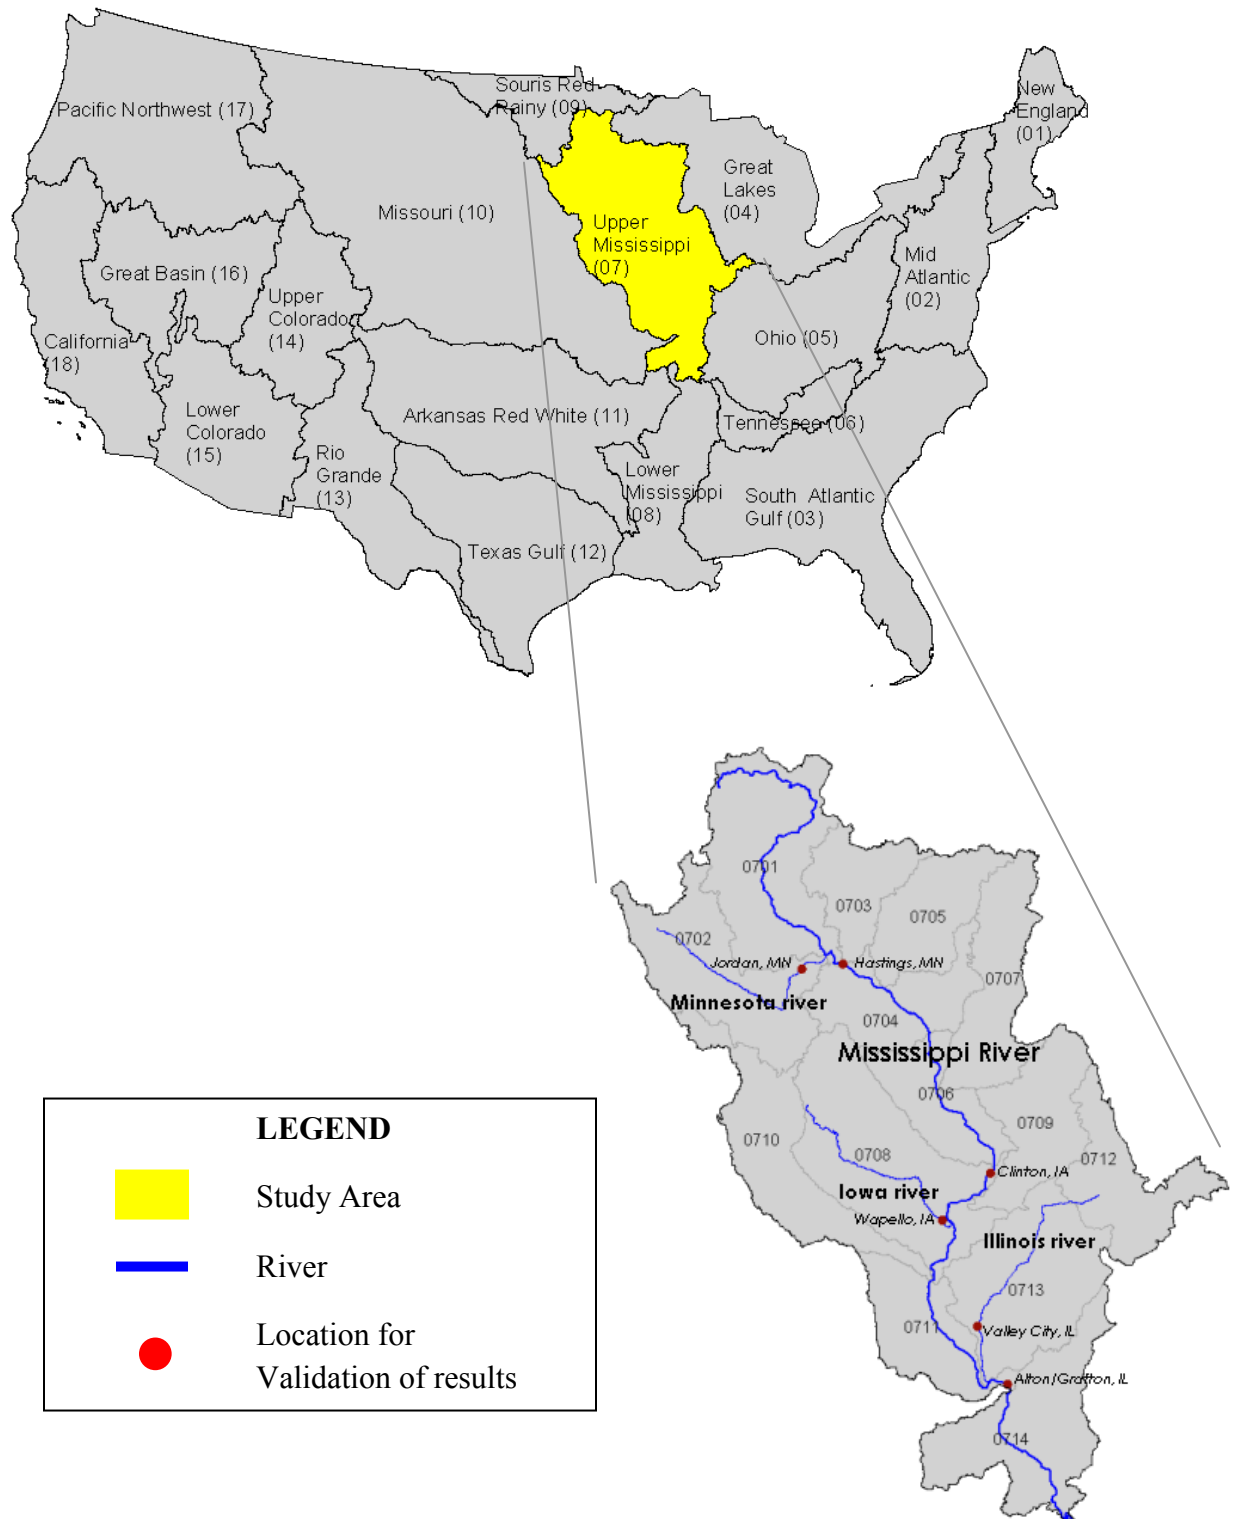 Souris Red
Rainy (09)
New
England
(01)
Pacific Northwest (17)
Great
Lakes
(04)
Missouri (10)
Upper
Mississippi
(07)
Mid
Atlantic
(02)
Great Basin (16)
Upper
Colorado
(14)
California
(18)
Ohio (05)
Lower
Colorado
(15)
Arkansas Red White (11)
Tennessee (06)
Rio
Grande
(13)
Lower
Mississippi
(08)
South Atlantic
Gulf (03)
Texas Gulf (12)
0701
0703
0705
0702
Jordan, MN
Hastings, MN
0707
Minnesota river
0704
Mississippi River
0706
0709
0710
0708
0712
Clinton, IA
Iowa river
Wapello, IA
Illinois river
0713
0711
Valley City, IL
Alton/Grafton, IL
0714
LEGEND
Study Area
River
Location for
Validation of results